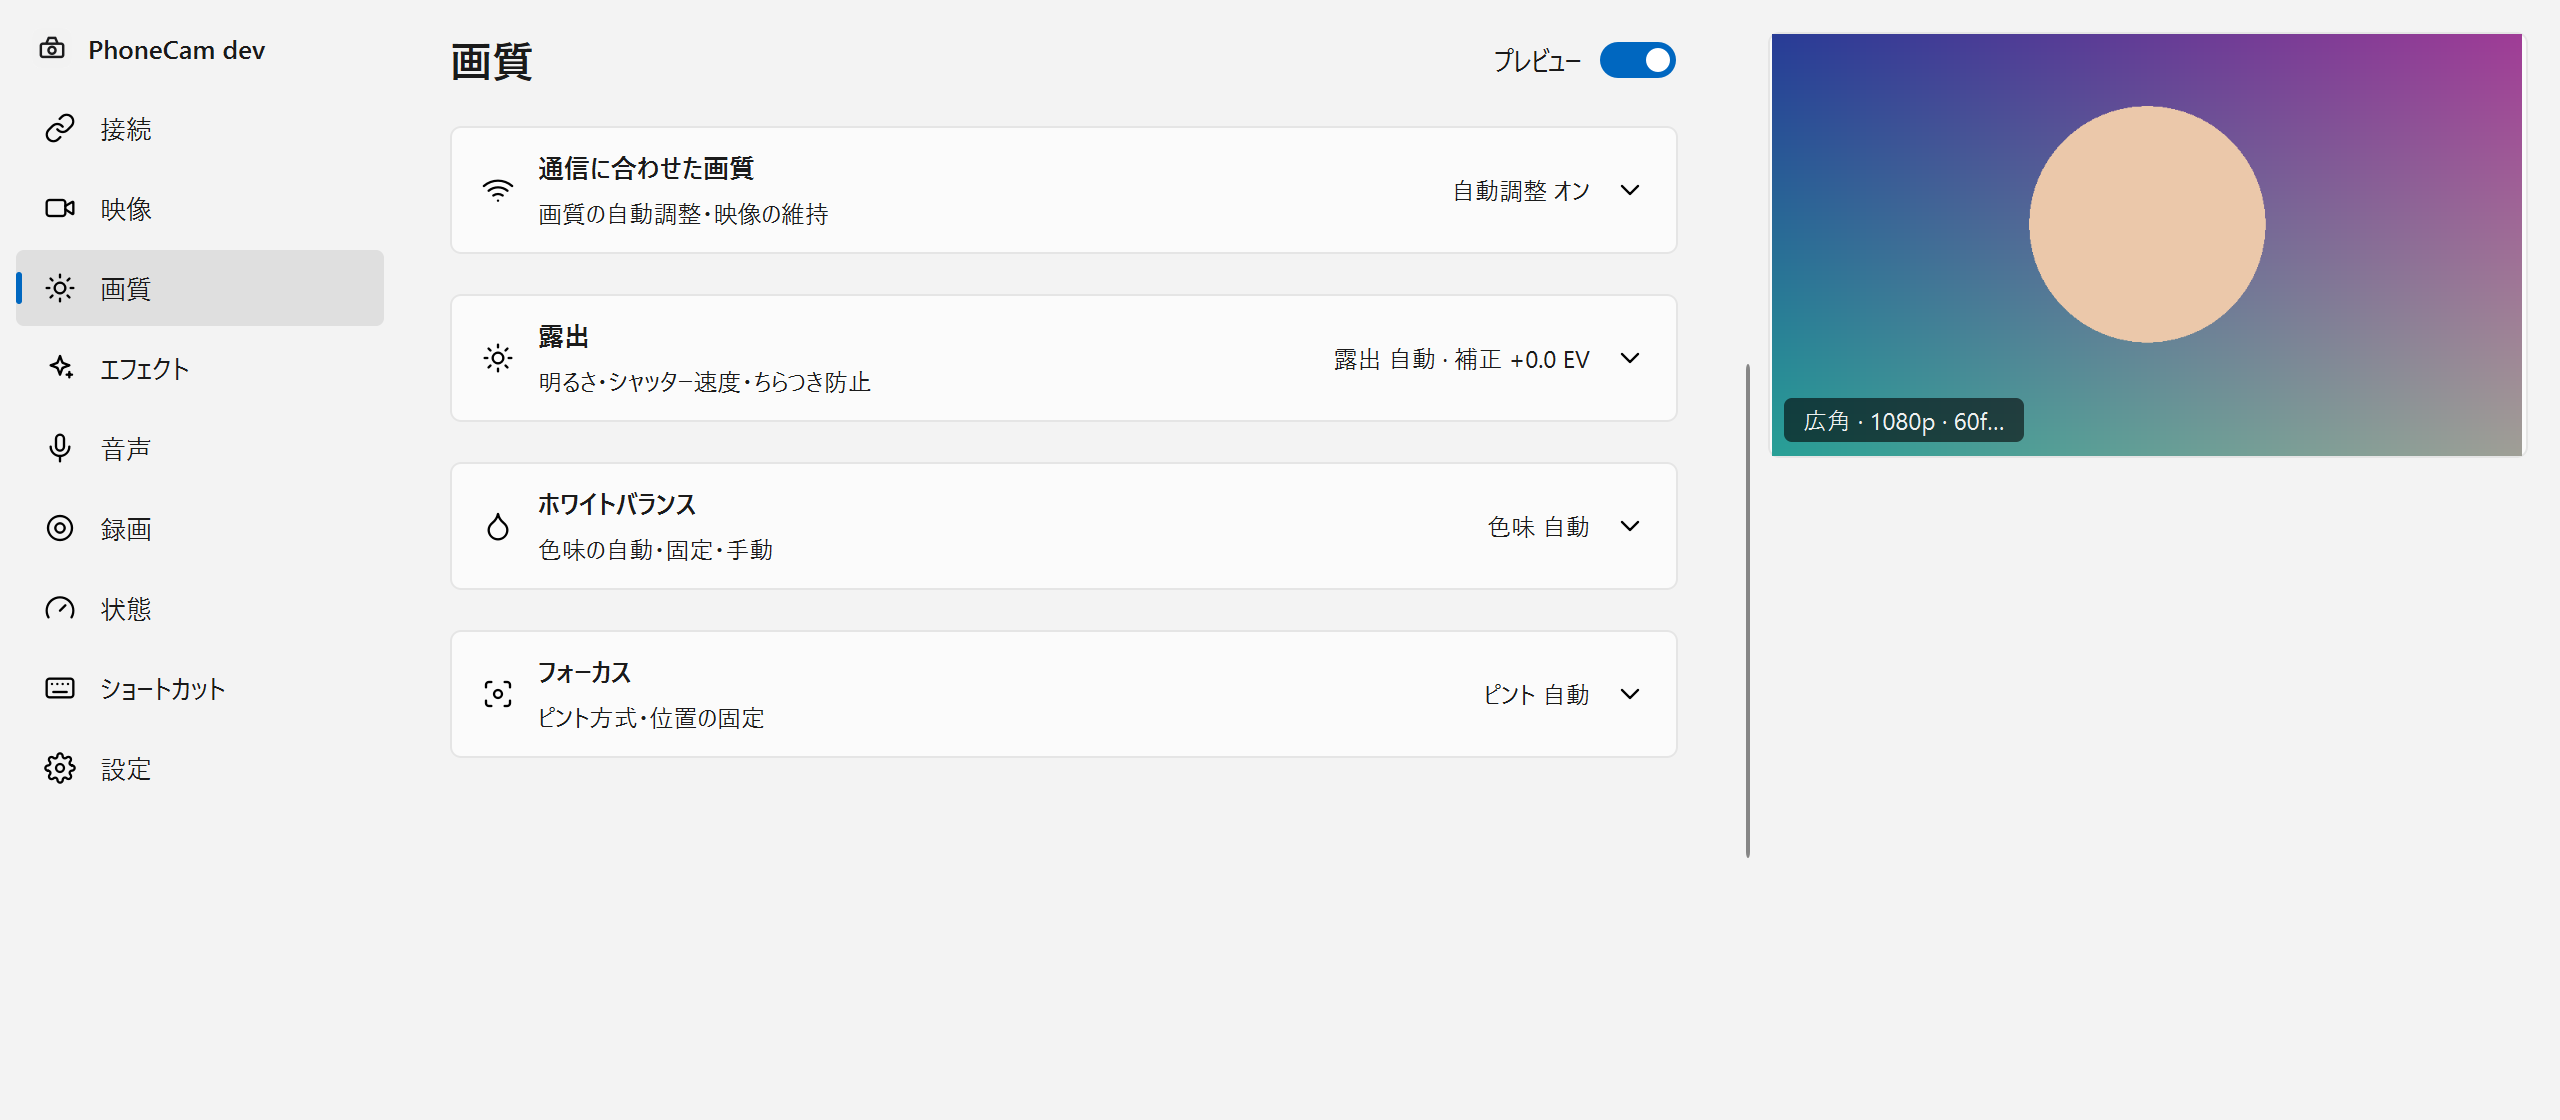 PhoneCam dev
接続
映像
画質
エフェクト
音声
録画
状態
ショートカット
設定
画質
プレビュー
通信に合わせた画質
画質の自動調整・映像の維持
自動調整 オン
露出
明るさ・シャッター速度・ちらつき防止
露出 自動 · 補正 +0.0 EV
ホワイトバランス
色味の自動・固定・手動
色味 自動
フォーカス
ピント方式・位置の固定
ピント 自動
広角 · 1080p · 60f...